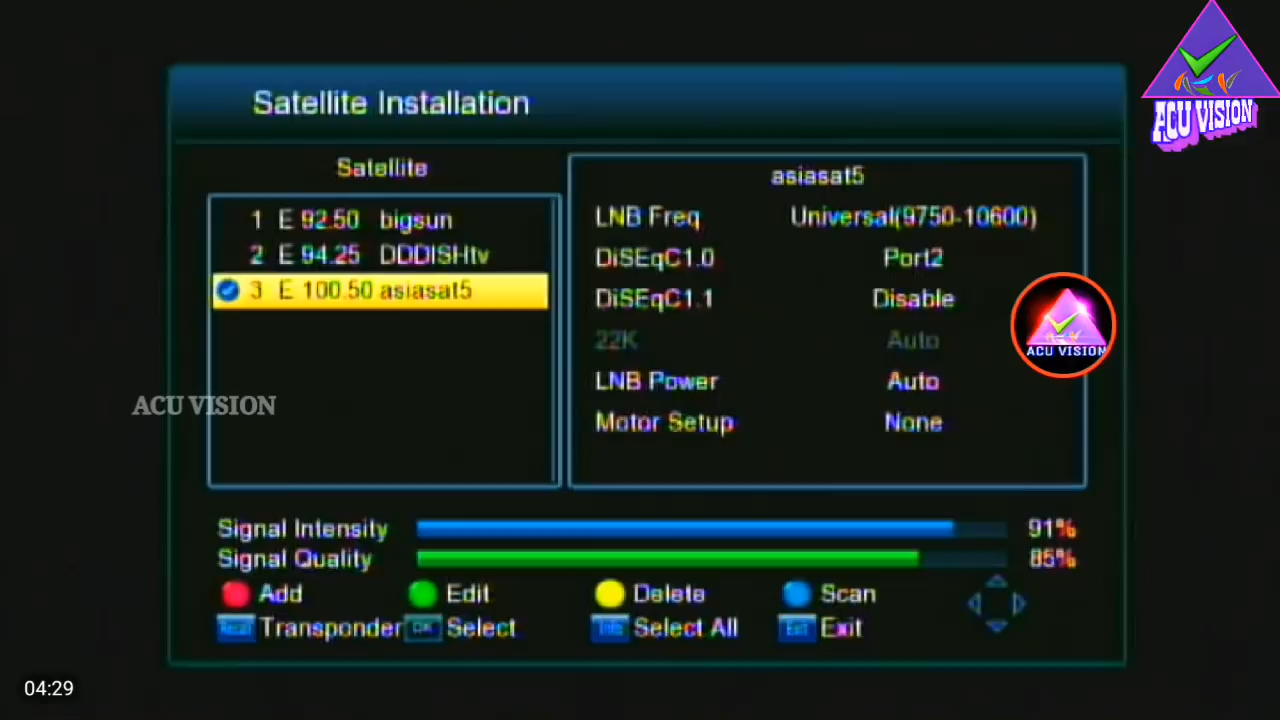 ACU VISION
Satellite Installation
Satellite
1 E 92.50 bigsun
2 E 94.25 DDDISHtv
3 E 100.50 asiasat5
asiasat5
LNB Freq Universal(9750-10600)
DiSEqC1.0 Port2
DiSEqC1.1 Disable
22K Auto
LNB Power Auto
Motor Setup None
ACU VISION
ACU VISION
Signal Intensity 91%
Signal Quality 85%
Add Edit Delete Scan
Transponder OK Select Info Select All Exit Exit
04:29